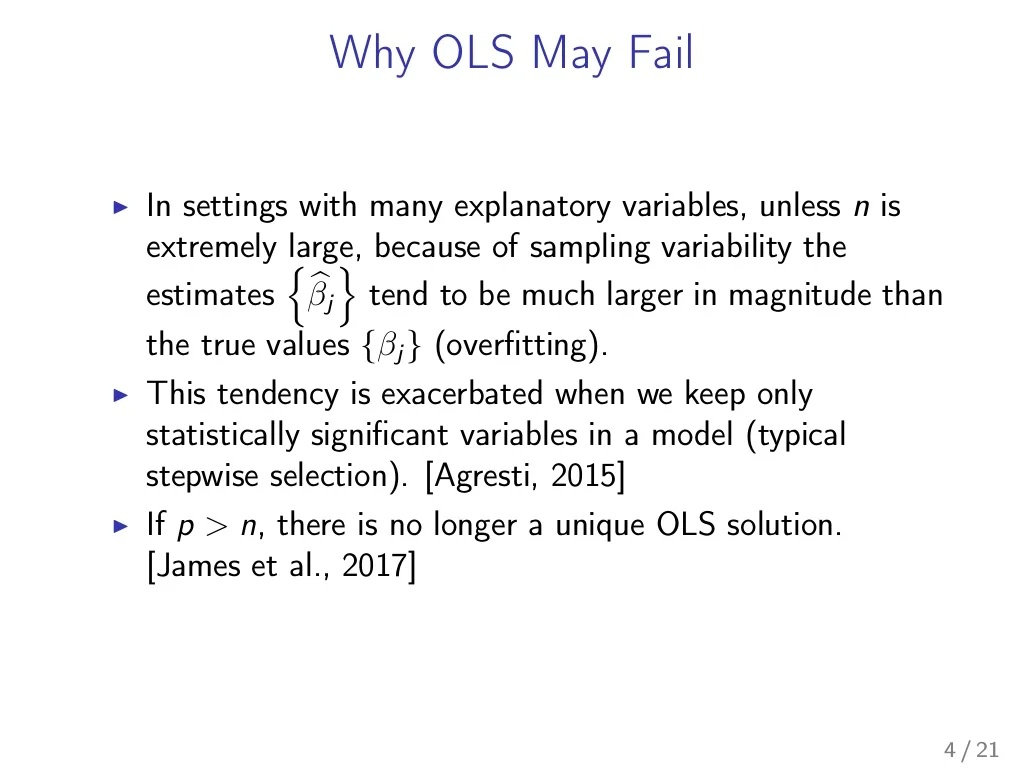 Why OLS May Fail
▶ In settings with many explanatory variables, unless n is
extremely large, because of sampling variability the
estimates {β̂j} tend to be much larger in magnitude than
the true values {βj} (overfitting).
▶ This tendency is exacerbated when we keep only
statistically significant variables in a model (typical
stepwise selection). [Agresti, 2015]
▶ If p > n, there is no longer a unique OLS solution.
[James et al., 2017]
4 / 21